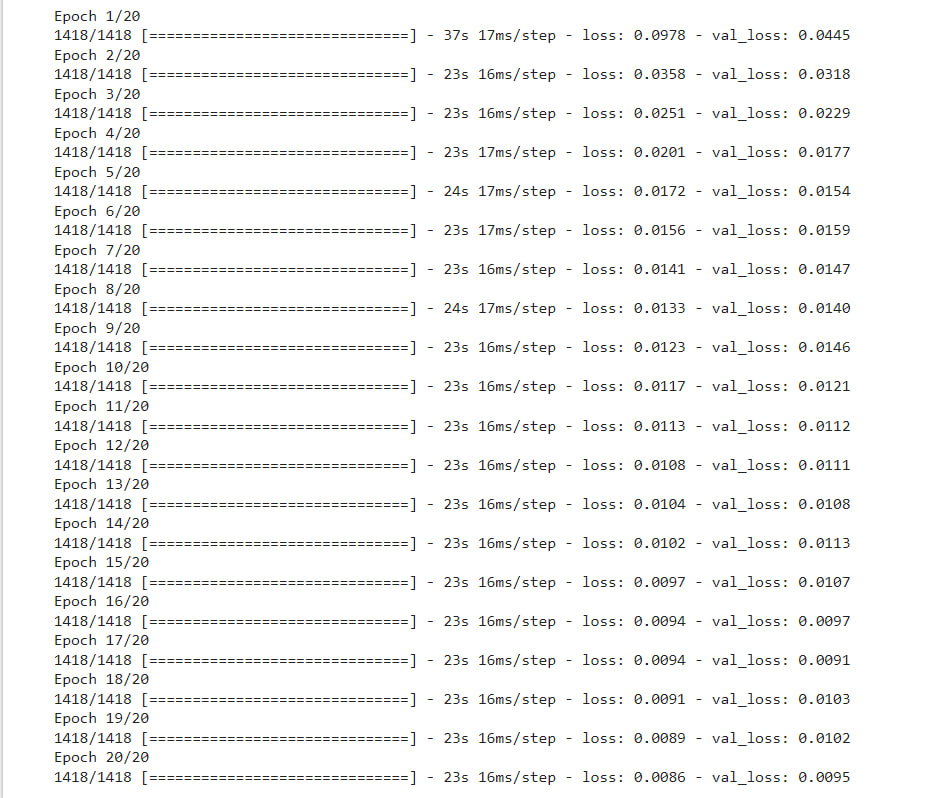 Epoch 1/20
1418/1418 [==============================] - 37s 17ms/step - loss: 0.0978 - val_loss: 0.0445
Epoch 2/20
1418/1418 [==============================] - 23s 16ms/step - loss: 0.0358 - val_loss: 0.0318
Epoch 3/20
1418/1418 [==============================] - 23s 16ms/step - loss: 0.0251 - val_loss: 0.0229
Epoch 4/20
1418/1418 [==============================] - 23s 17ms/step - loss: 0.0201 - val_loss: 0.0177
Epoch 5/20
1418/1418 [==============================] - 24s 17ms/step - loss: 0.0172 - val_loss: 0.0154
Epoch 6/20
1418/1418 [==============================] - 23s 17ms/step - loss: 0.0156 - val_loss: 0.0159
Epoch 7/20
1418/1418 [==============================] - 23s 16ms/step - loss: 0.0141 - val_loss: 0.0147
Epoch 8/20
1418/1418 [==============================] - 24s 17ms/step - loss: 0.0133 - val_loss: 0.0140
Epoch 9/20
1418/1418 [==============================] - 23s 16ms/step - loss: 0.0123 - val_loss: 0.0146
Epoch 10/20
1418/1418 [==============================] - 23s 16ms/step - loss: 0.0117 - val_loss: 0.0121
Epoch 11/20
1418/1418 [==============================] - 23s 16ms/step - loss: 0.0113 - val_loss: 0.0112
Epoch 12/20
1418/1418 [==============================] - 23s 16ms/step - loss: 0.0108 - val_loss: 0.0111
Epoch 13/20
1418/1418 [==============================] - 23s 16ms/step - loss: 0.0104 - val_loss: 0.0108
Epoch 14/20
1418/1418 [==============================] - 23s 16ms/step - loss: 0.0102 - val_loss: 0.0113
Epoch 15/20
1418/1418 [==============================] - 23s 16ms/step - loss: 0.0097 - val_loss: 0.0107
Epoch 16/20
1418/1418 [==============================] - 23s 16ms/step - loss: 0.0094 - val_loss: 0.0097
Epoch 17/20
1418/1418 [==============================] - 23s 16ms/step - loss: 0.0094 - val_loss: 0.0091
Epoch 18/20
1418/1418 [==============================] - 23s 16ms/step - loss: 0.0091 - val_loss: 0.0103
Epoch 19/20
1418/1418 [==============================] - 23s 16ms/step - loss: 0.0089 - val_loss: 0.0102
Epoch 20/20
1418/1418 [==============================] - 23s 16ms/step - loss: 0.0086 - val_loss: 0.0095